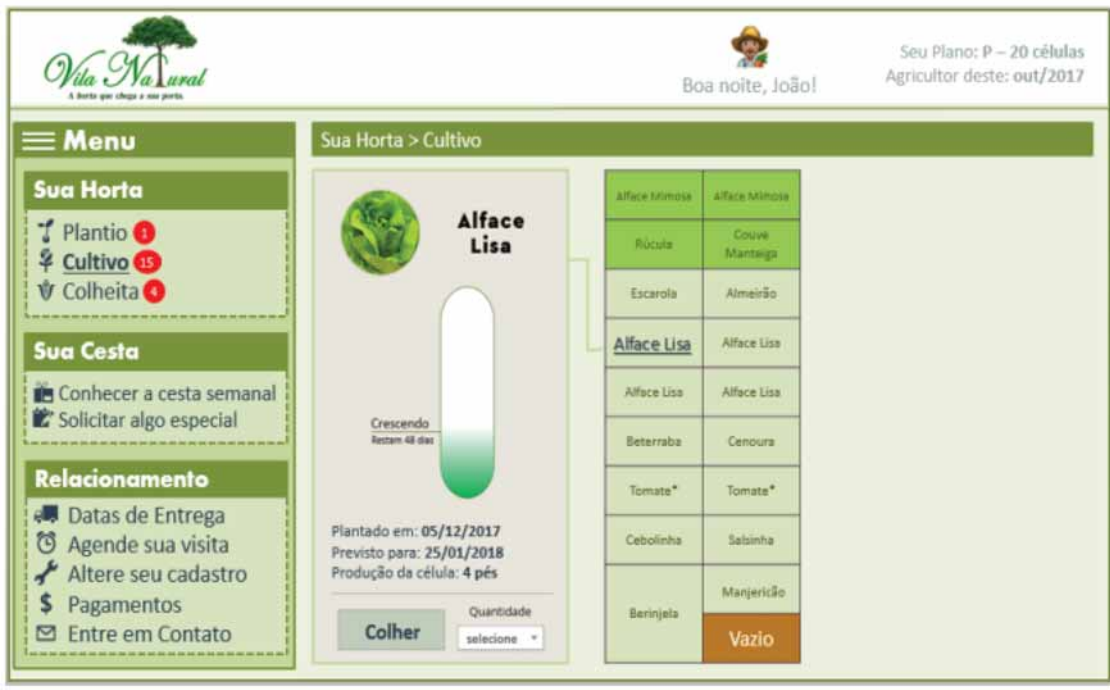 Vila Natural
A horta que chega a sua porta.
Boa noite, João!
Seu Plano: P – 20 células
Agricultor deste: out/2017
Menu
Sua Horta
Plantio 1
Cultivo 15
Colheita 4
Sua Cesta
Conhecer a cesta semanal
Solicitar algo especial
Relacionamento
Datas de Entrega
Agende sua visita
Altere seu cadastro
$ Pagamentos
Entre em Contato
Sua Horta > Cultivo
Alface
Lisa
Crescendo
Restam 48 dias
Plantado em: 05/12/2017
Previsto para: 25/01/2018
Produção da célula: 4 pés
Colher
Quantidade
selecione
Alface Mimosa Alface Mimosa
Rúcula Couve
Manteiga
Escarola Almeirão
Alface Lisa Alface Lisa
Alface Lisa Alface Lisa
Beterraba Cenoura
Tomate* Tomate*
Cebolinha Salsinha
Berinjela Manjericão
Vazio